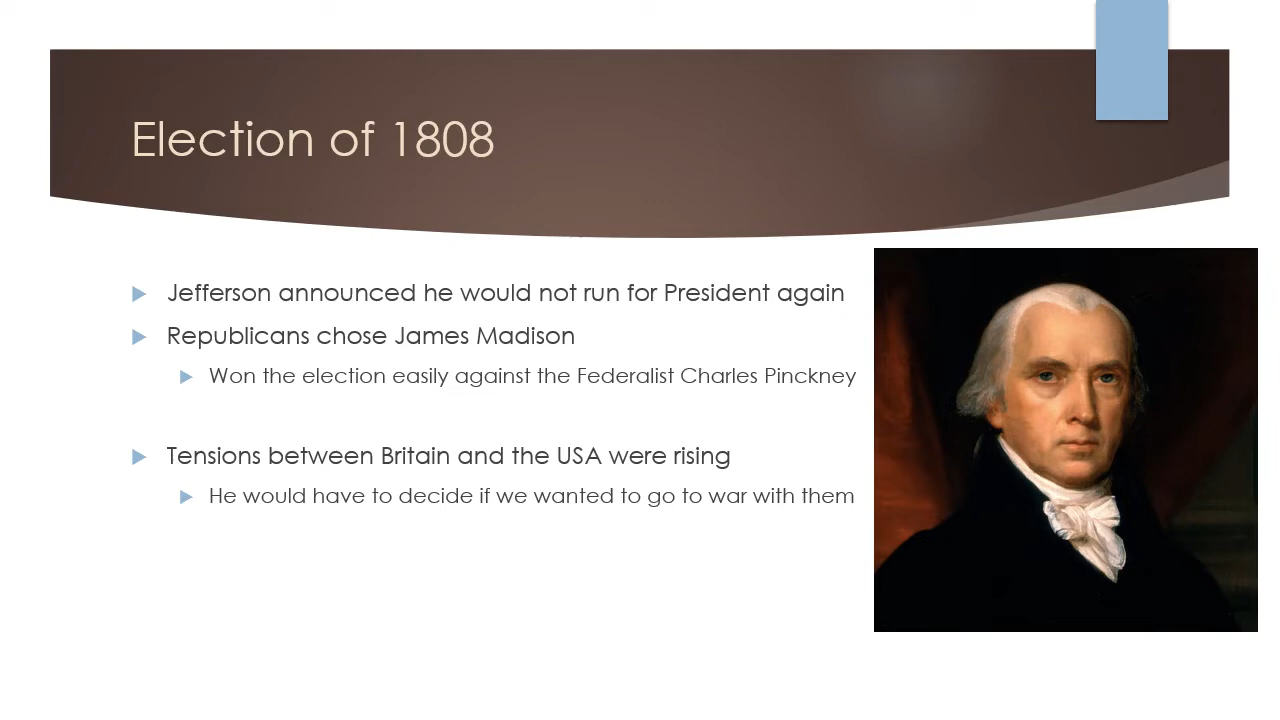 Election of 1808
Jefferson announced he would not run for President again
Republicans chose James Madison
Won the election easily against the Federalist Charles Pinckney
Tensions between Britain and the USA were rising
He would have to decide if we wanted to go to war with them